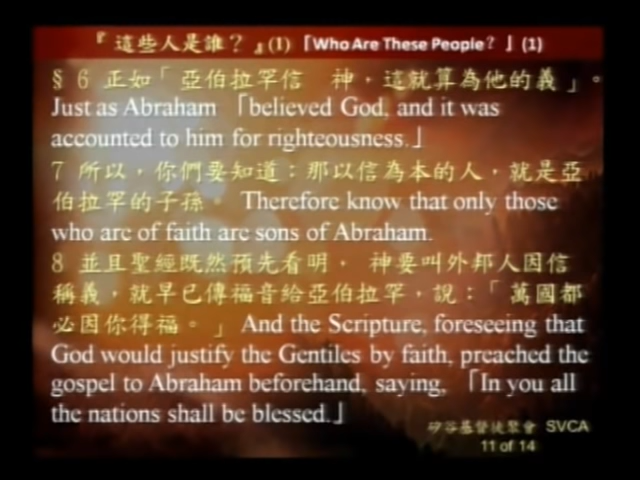 『 這些人是誰？ 』(1) 「Who Are These People? 」 (1)
§ 6 正如「亞伯拉罕信　神，這就算為他的義」。
Just as Abraham 「believed God, and it was
accounted to him for righteousness.」
7 所以，你們要知道：那以信為本的人，就是亞
伯拉罕的子孫。 Therefore know that only those
who are of faith are sons of Abraham.
8 並且聖經既然預先看明， 神要叫外邦人因信
稱義，就早已傳福音給亞伯拉罕，說：「萬國都
必因你得福。」 And the Scripture, foreseeing that
God would justify the Gentiles by faith, preached the
gospel to Abraham beforehand, saying, 「In you all
the nations shall be blessed.」
矽谷基督徒聚會 SVCA
11 of 14